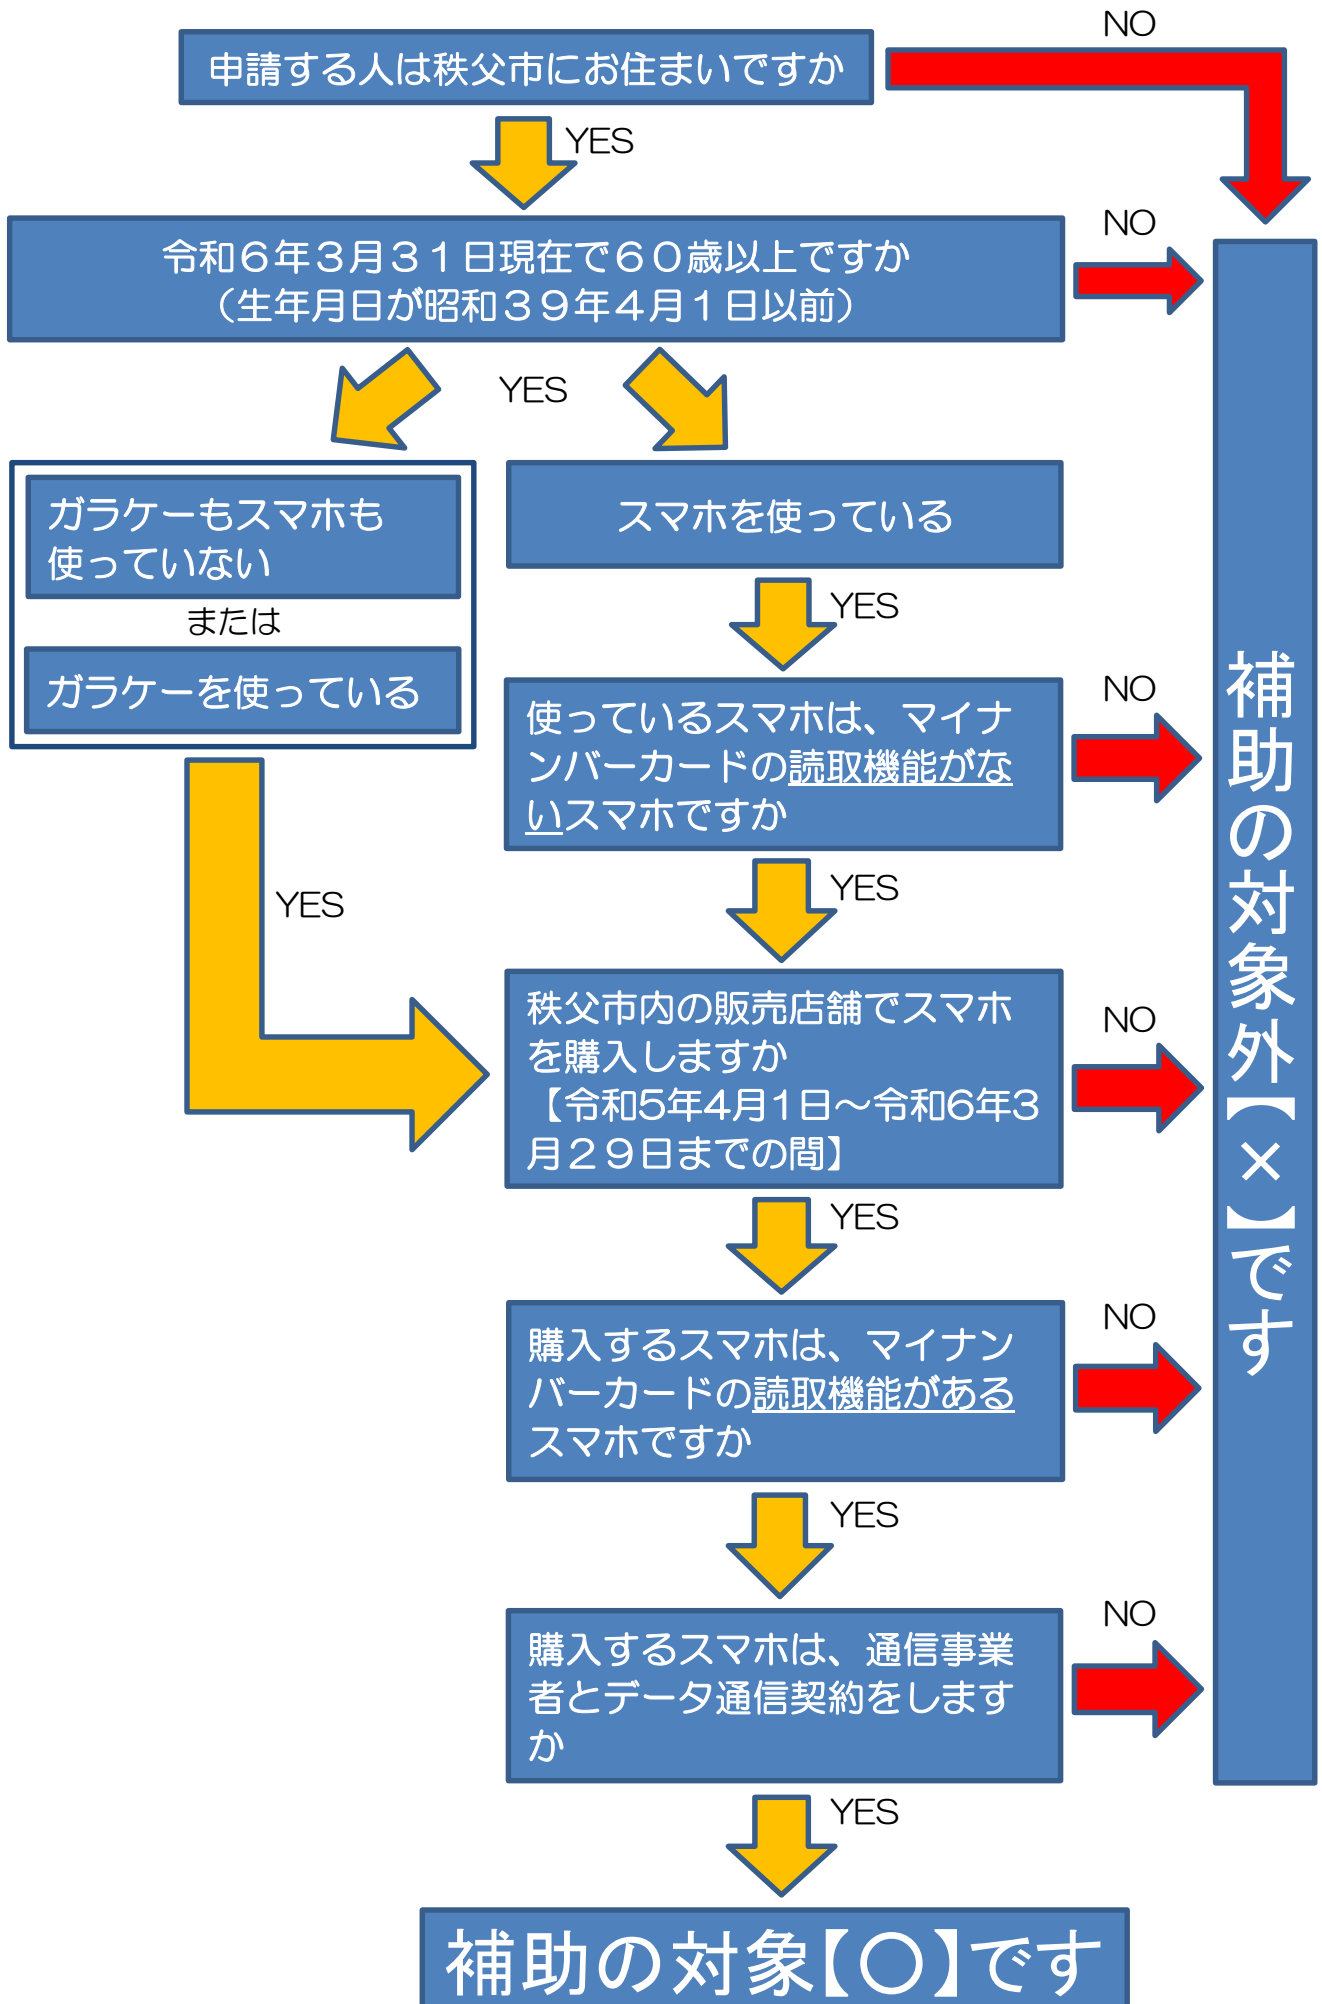 NO
申請する人は秩父市にお住まいですか
YES
NO
令和６年３月３１日現在で６０歳以上ですか
（生年月日が昭和３９年４月１日以前）
YES
ガラケーもスマホも
使っていない
または
ガラケーを使っている
スマホを使っている
YES
NO
使っているスマホは、マイナ
ンバーカードの読取機能がな
いスマホですか
YES
YES
NO
秩父市内の販売店舗でスマホ
を購入しますか
【令和5年4月1日～令和6年3
月２９日までの間】
YES
NO
購入するスマホは、マイナン
バーカードの読取機能がある
スマホですか
YES
NO
購入するスマホは、通信事業
者とデータ通信契約をします
か
YES
補助の対象外【×】です
補助の対象【〇】です